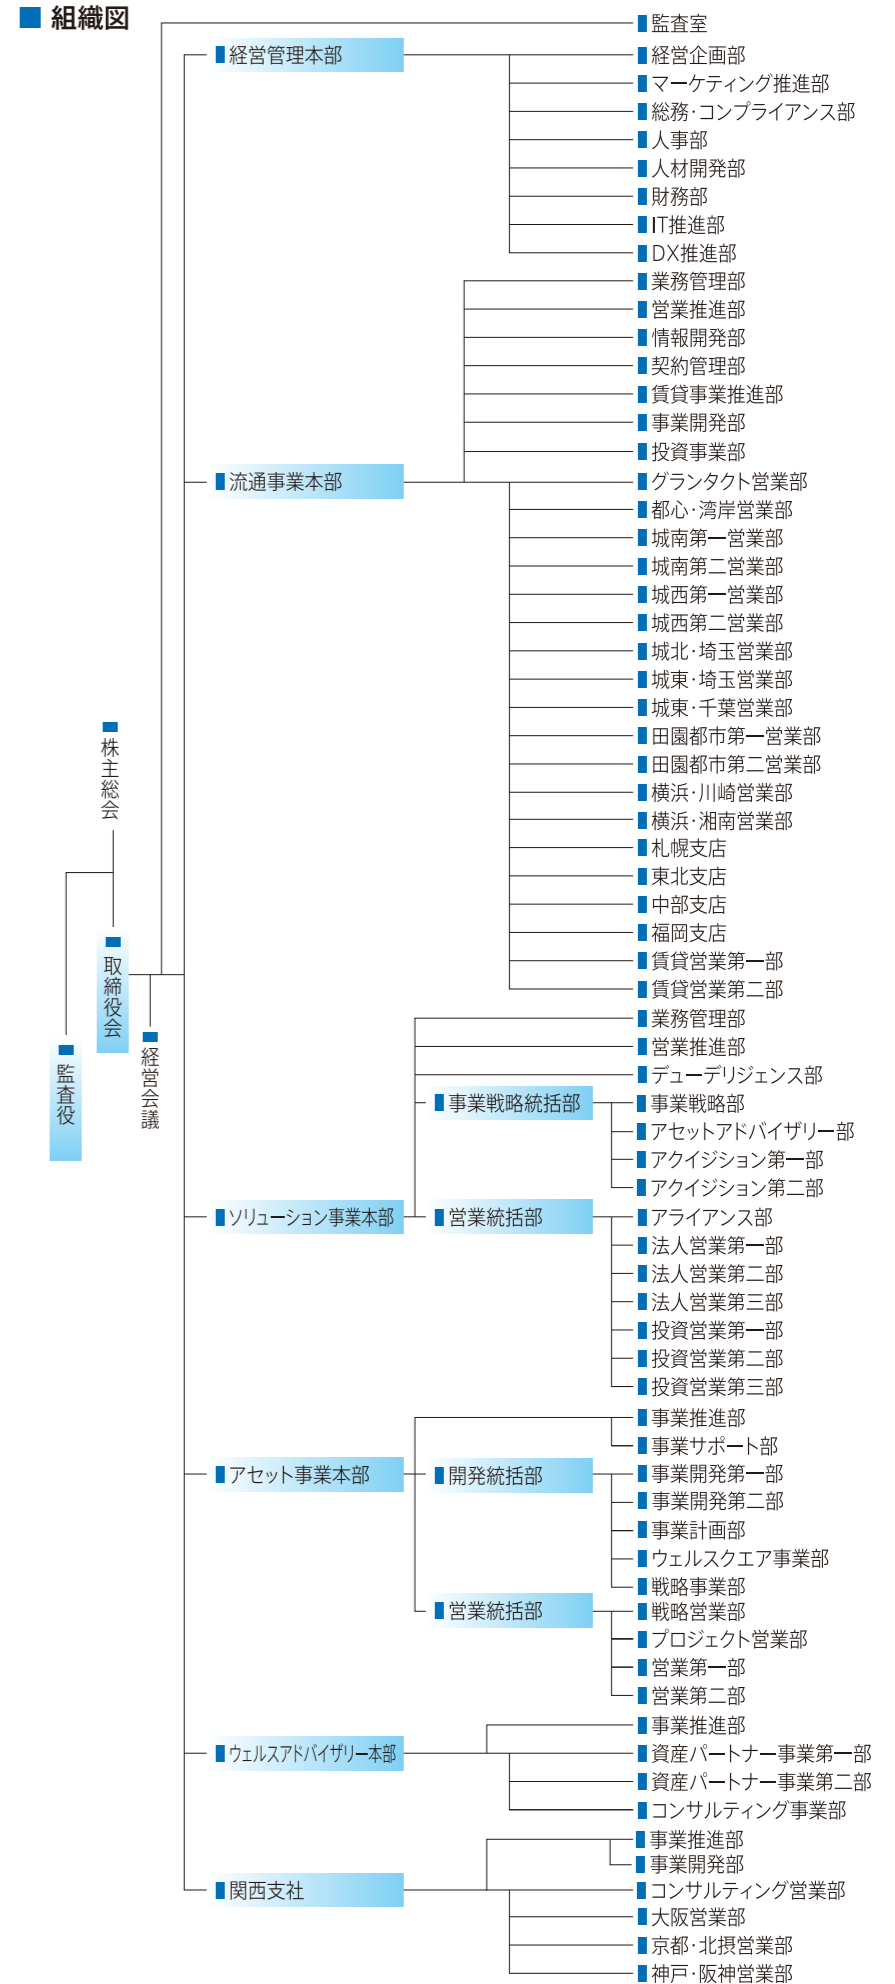 組織図
株主総会
取締役会
監査役
経営会議
監査室
経営管理本部
経営企画部
マーケティング推進部
総務・コンプライアンス部
人事部
人材開発部
財務部
IT推進部
DX推進部
流通事業本部
業務管理部
営業推進部
情報開発部
契約管理部
賃貸事業推進部
事業開発部
投資事業部
グランタクト営業部
都心・湾岸営業部
城南第一営業部
城南第二営業部
城西第一営業部
城西第二営業部
城北・埼玉営業部
城東・埼玉営業部
城東・千葉営業部
田園都市第一営業部
田園都市第二営業部
横浜・川崎営業部
横浜・湘南営業部
札幌支店
東北支店
中部支店
福岡支店
賃貸営業第一部
賃貸営業第二部
ソリューション事業本部
業務管理部
営業推進部
デューデリジェンス部
事業戦略統括部
事業戦略部
アセットアドバイザリー部
アクイジション第一部
アクイジション第二部
営業統括部
アライアンス部
法人営業第一部
法人営業第二部
法人営業第三部
投資営業第一部
投資営業第二部
投資営業第三部
アセット事業本部
事業推進部
事業サポート部
開発統括部
事業開発第一部
事業開発第二部
事業計画部
ウェルスクエア事業部
戦略事業部
営業統括部
戦略営業部
プロジェクト営業部
営業第一部
営業第二部
ウェルスアドバイザリー本部
事業推進部
資産パートナー事業第一部
資産パートナー事業第二部
コンサルティング事業部
関西支社
事業推進部
事業開発部
コンサルティング営業部
大阪営業部
京都・北摂営業部
神戸・阪神営業部